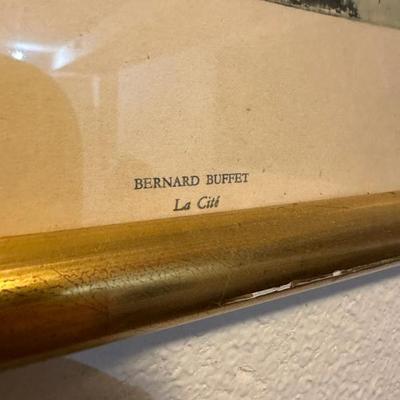 BERNARD BUFFET
La Cité